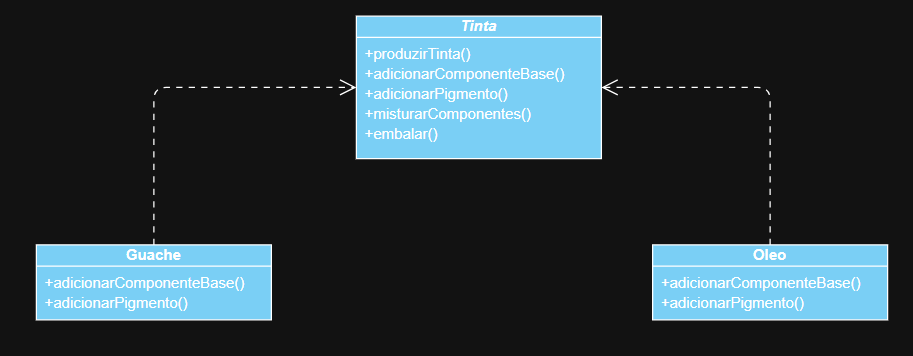 Tinta
+produzirTinta()
+adicionarComponenteBase()
+adicionarPigmento()
+misturarComponentes()
+embalar()
Guache
+adicionarComponenteBase()
+adicionarPigmento()
Oleo
+adicionarComponenteBase()
+adicionarPigmento()